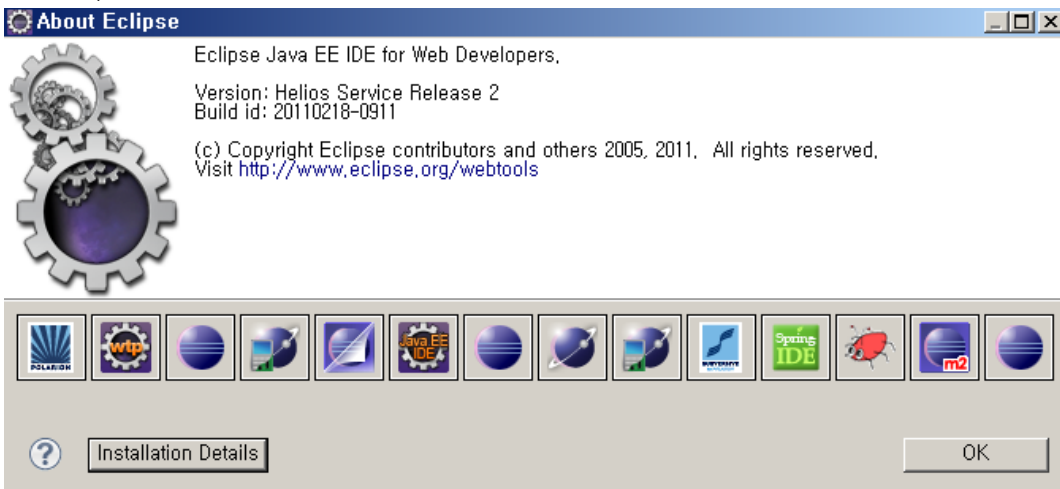 About Eclipse
Eclipse Java EE IDE for Web Developers.
Version: Helios Service Release 2
Build id: 20110218-0911
(c) Copyright Eclipse contributors and others 2005, 2011.  All rights reserved.
Visit http://www.eclipse.org/webtools
POLARION
wtp
Java EE
IDE
SUBVERSIVE
Spring
IDE
m2
?
Installation Details
OK